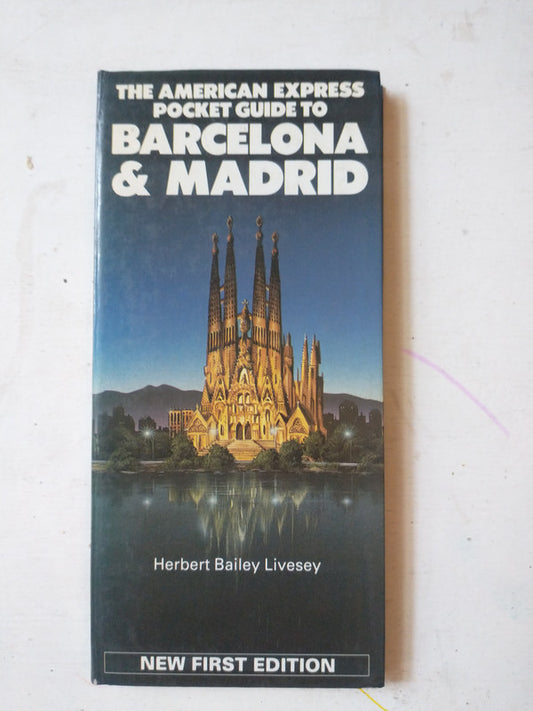 THE AMERICAN EXPRESS
POCKET GUIDE TO
BARCELONA
& MADRID
Herbert Bailey Livesey
NEW FIRST EDITION